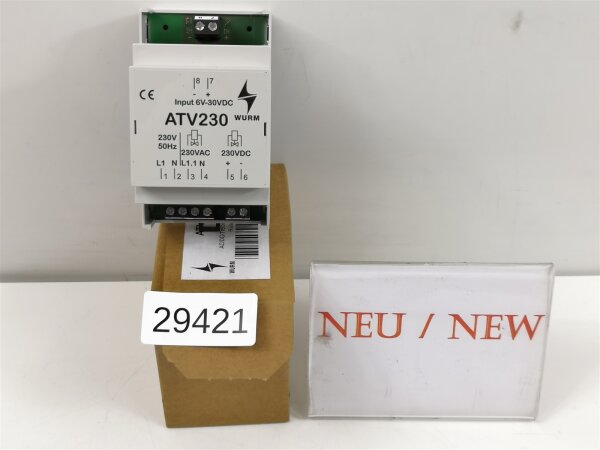 8 7
- +
Input 6V-30VDC
CE
WURM
ATV230
230V
50Hz
230VAC 230VDC
L1 N L1.1 N + -
1 2 3 4 5 6
WURM
29421
NEU / NEW